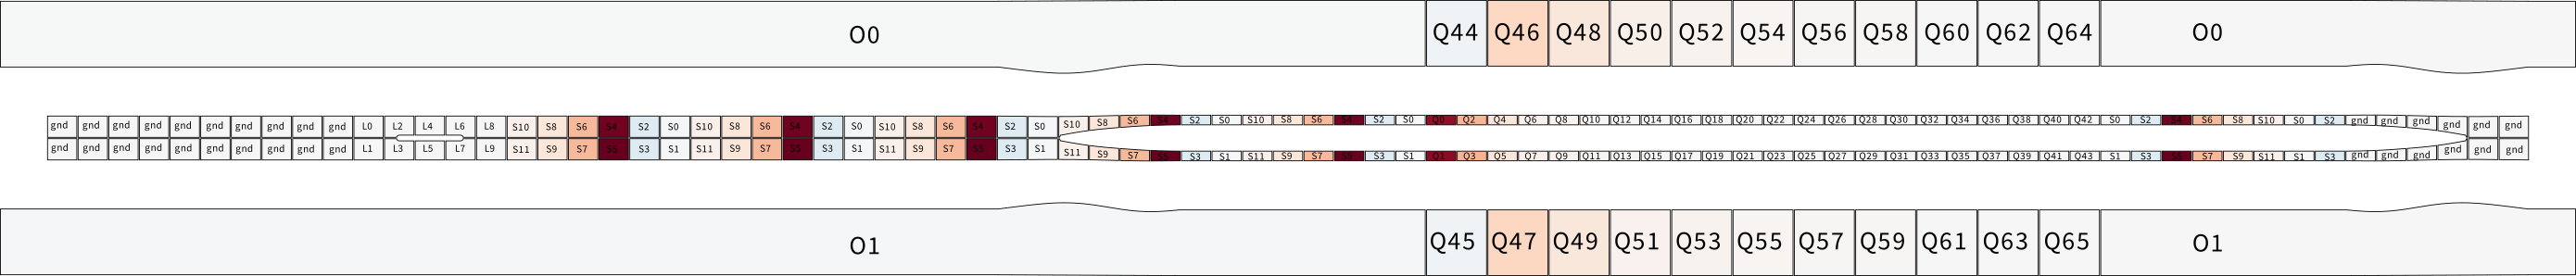 O0 Q44 Q46 Q48 Q50 Q52 Q54 Q56 Q58 Q60 Q62 Q64 O0
gnd gnd gnd gnd gnd gnd gnd gnd gnd gnd L0 L2 L4 L6 L8 S10 S8 S6 S4 S2 S0 S10 S8 S6 S4 S2 S0 S10 S8 S6 S4 S2 S0 S10 S8 S6 S4 S2 S0 S10 S8 S6 S4 S2 S0 Q0 Q2 Q4 Q6 Q8 Q10 Q12 Q14 Q16 Q18 Q20 Q22 Q24 Q26 Q28 Q30 Q32 Q34 Q36 Q38 Q40 Q42 S0 S2 S4 S6 S8 S10 S0 S2 gnd gnd gnd gnd gnd gnd
gnd gnd gnd gnd gnd gnd gnd gnd gnd gnd L1 L3 L5 L7 L9 S11 S9 S7 S5 S3 S1 S11 S9 S7 S5 S3 S1 S11 S9 S7 S5 S3 S1 S11 S9 S7 S5 S3 S1 S11 S9 S7 S5 S3 S1 Q1 Q3 Q5 Q7 Q9 Q11 Q13 Q15 Q17 Q19 Q21 Q23 Q25 Q27 Q29 Q31 Q33 Q35 Q37 Q39 Q41 Q43 S1 S3 S5 S7 S9 S11 S1 S3 gnd gnd gnd gnd gnd gnd
O1 Q45 Q47 Q49 Q51 Q53 Q55 Q57 Q59 Q61 Q63 Q65 O1